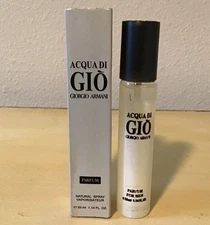 ACQUA DI
GIÒ
GIORGIO ARMANI
PARFUM
NATURAL SPRAY
VAPORISATEUR
ACQUA DI
GIÒ
GIORGIO ARMANI
PARFUM
FOR MEN